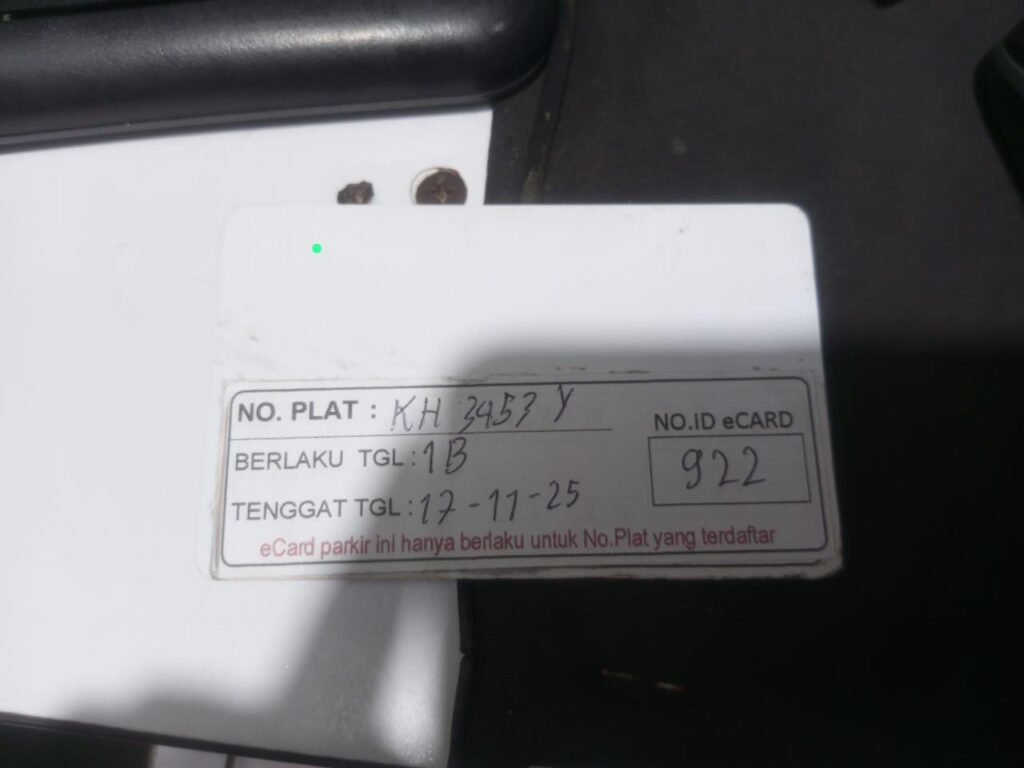 NO. PLAT : KH 3453 Y
BERLAKU TGL : 1B
TENGGAT TGL : 17-11-25
NO.ID eCARD
922
eCard parkir ini hanya berlaku untuk No.Plat yang terdaftar